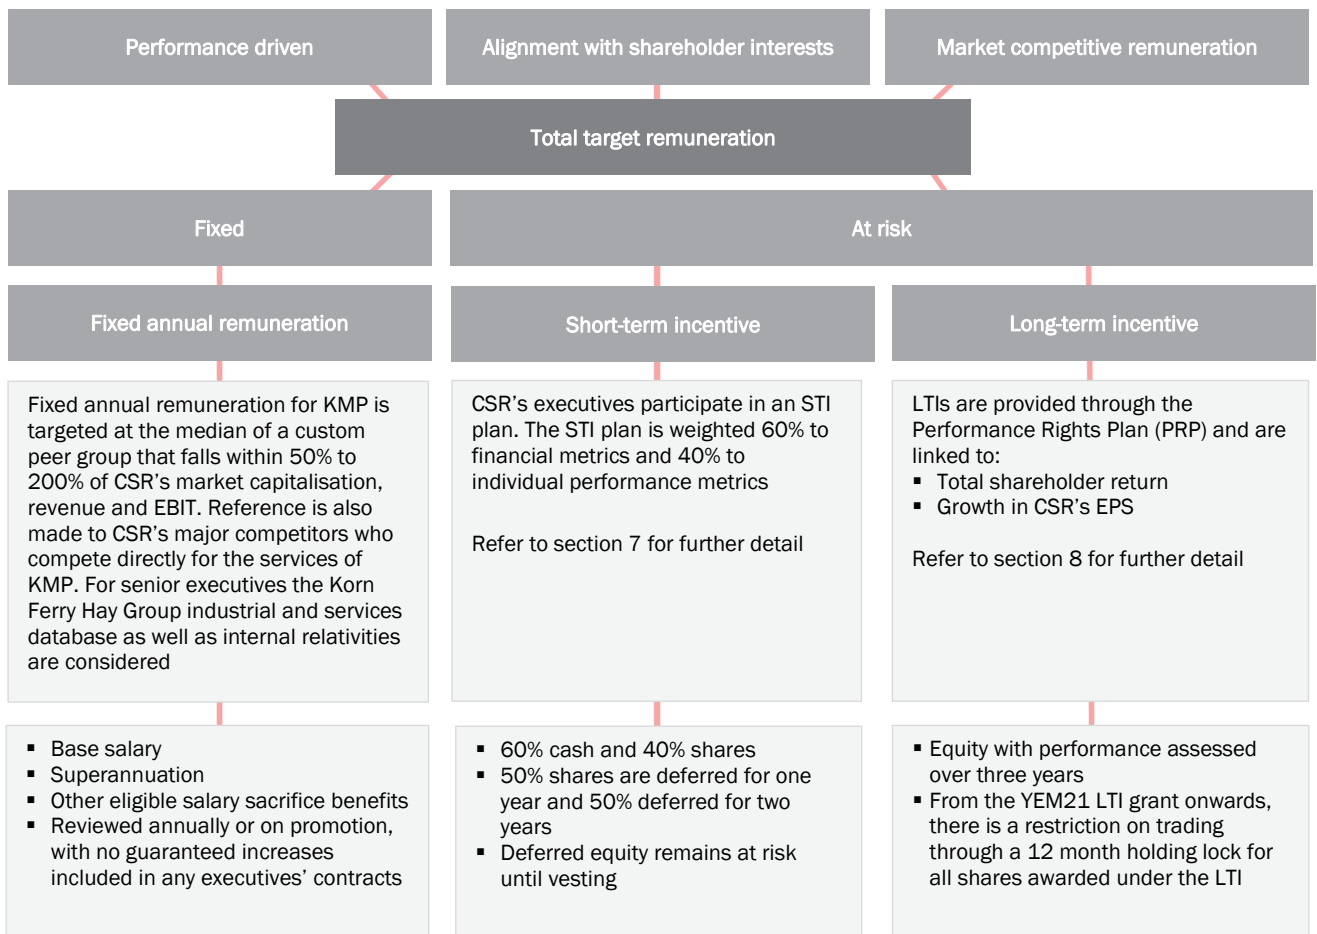 Performance driven
Alignment with shareholder interests
Market competitive remuneration
Total target remuneration
Fixed
At risk
Fixed annual remuneration
Short-term incentive
Long-term incentive
Fixed annual remuneration for KMP is
targeted at the median of a custom
peer group that falls within 50% to
200% of CSR's market capitalisation,
revenue and EBIT. Reference is also
made to CSR's major competitors who
compete directly for the services of
KMP. For senior executives the Korn
Ferry Hay Group industrial and services
database as well as internal relativities
are considered
CSR's executives participate in an STI
plan. The STI plan is weighted 60% to
financial metrics and 40% to
individual performance metrics
Refer to section 7 for further detail
LTIs are provided through the
Performance Rights Plan (PRP) and are
linked to:
▪ Total shareholder return
▪ Growth in CSR's EPS
Refer to section 8 for further detail
▪ Base salary
▪ Superannuation
▪ Other eligible salary sacrifice benefits
▪ Reviewed annually or on promotion,
with no guaranteed increases
included in any executives' contracts
▪ 60% cash and 40% shares
▪ 50% shares are deferred for one
year and 50% deferred for two
years
▪ Deferred equity remains at risk
until vesting
▪ Equity with performance assessed
over three years
▪ From the YEM21 LTI grant onwards,
there is a restriction on trading
through a 12 month holding lock for
all shares awarded under the LTI